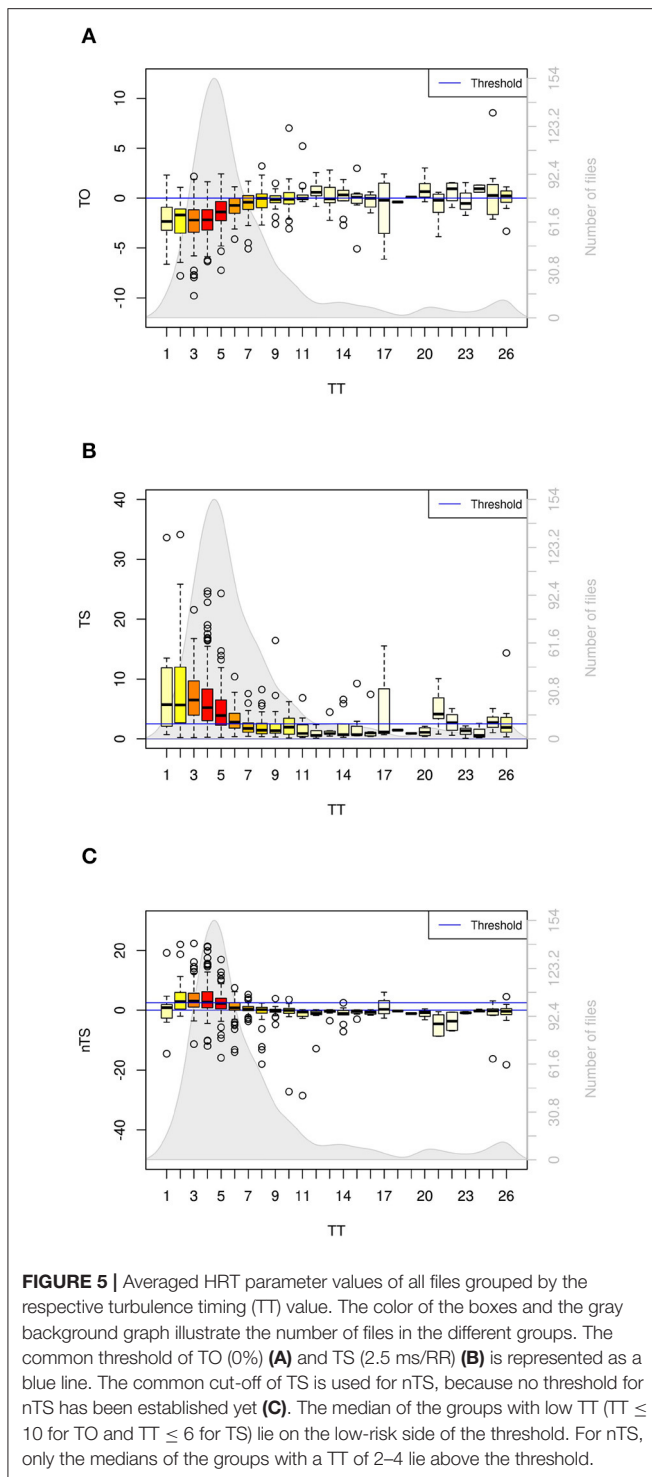 A
Threshold
10
5
0
-5
-10
TO
154
123.2
92.4
61.6
30.8
0
Number of files
1 3 5 7 9 11 14 17 20 23 26
TT
B
Threshold
40
30
20
10
0
TS
154
123.2
92.4
61.6
30.8
0
Number of files
1 3 5 7 9 11 14 17 20 23 26
TT
C
Threshold
20
0
-20
-40
nTS
154
123.2
92.4
61.6
30.8
0
Number of files
1 3 5 7 9 11 14 17 20 23 26
TT
FIGURE 5 | Averaged HRT parameter values of all files grouped by the
respective turbulence timing (TT) value. The color of the boxes and the gray
background graph illustrate the number of files in the different groups. The
common threshold of TO (0%) (A) and TS (2.5 ms/RR) (B) is represented as a
blue line. The common cut-off of TS is used for nTS, because no threshold for
nTS has been established yet (C). The median of the groups with low TT (TT ≤
10 for TO and TT ≤ 6 for TS) lie on the low-risk side of the threshold. For nTS,
only the medians of the groups with a TT of 2–4 lie above the threshold.